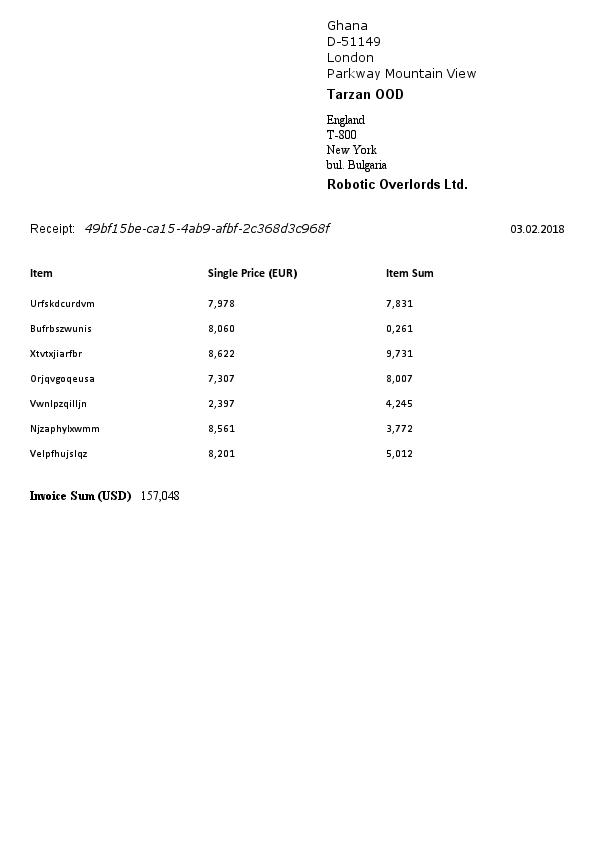 Ghana
D-51149
London
Parkway Mountain View
Tarzan OOD
England
T-800
New York
bul. Bulgaria
Robotic Overlords Ltd.
Receipt: 49bf15be-ca15-4ab9-afbf-2c368d3c968f 03.02.2018
Item Single Price (EUR) Item Sum
Urfskdcurdvm 7,978 7,831
Bufrbszwunis 8,060 0,261
Xtvtxjiarfbr 8,622 9,731
Orjqvgoqeusa 7,307 8,007
Vwnlpzqilljn 2,397 4,245
Njzaphylxwmm 8,561 3,772
Velpfhujslqz 8,201 5,012
Invoice Sum (USD) 157,048